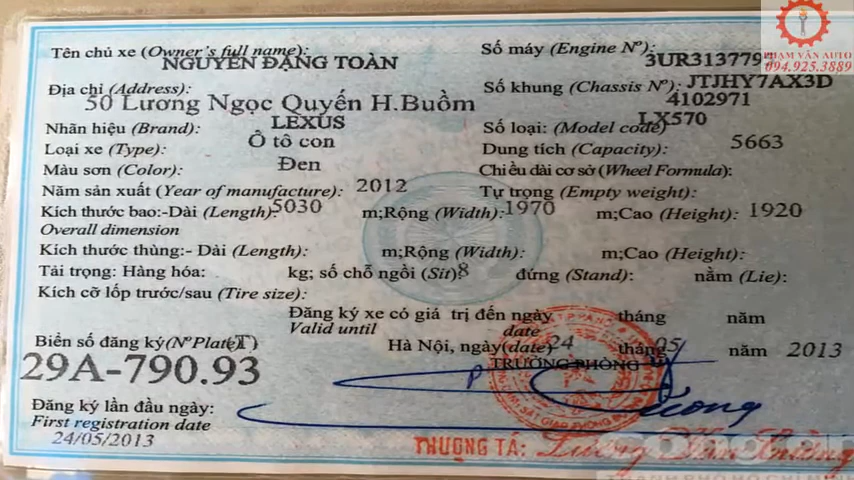 PHẠM VĂN AUTO
094.925.3889
Tên chủ xe (Owner's full name):
NGUYỄN ĐẶNG TOÀN
Số máy (Engine Nº):
3UR3137794
Địa chỉ (Address):
50 Lương Ngọc Quyến H.Buồm
Số khung (Chassis Nº): JTJHY7AX3D
4102971
Nhãn hiệu (Brand): LEXUS
Số loại: (Model code) LX570
Loại xe (Type): Ô tô con
Dung tích (Capacity): 5663
Màu sơn (Color): Đen
Chiều dài cơ sở (Wheel Formula):
Năm sản xuất (Year of manufacture): 2012
Tự trọng (Empty weight):
Kích thước bao:-Dài (Length): 5030 m;Rộng (Width): 1970 m;Cao (Height): 1920
Overall dimension
Kích thước thùng:- Dài (Length): m;Rộng (Width): m;Cao (Height):
Tải trọng: Hàng hóa: kg; số chỗ ngồi (Sit) 8 đứng (Stand): nằm (Lie):
Kích cỡ lốp trước/sau (Tire size):
Đăng ký xe có giá trị đến ngày tháng năm
Valid until date
Biển số đăng ký(NºPlate)(T)
Hà Nội, ngày(date) 24 tháng 05 năm 2013
29A-790.93
TRƯỞNG PHÒNG
Đăng ký lần đầu ngày:
First registration date
24/05/2013
THƯỢNG TÁ: